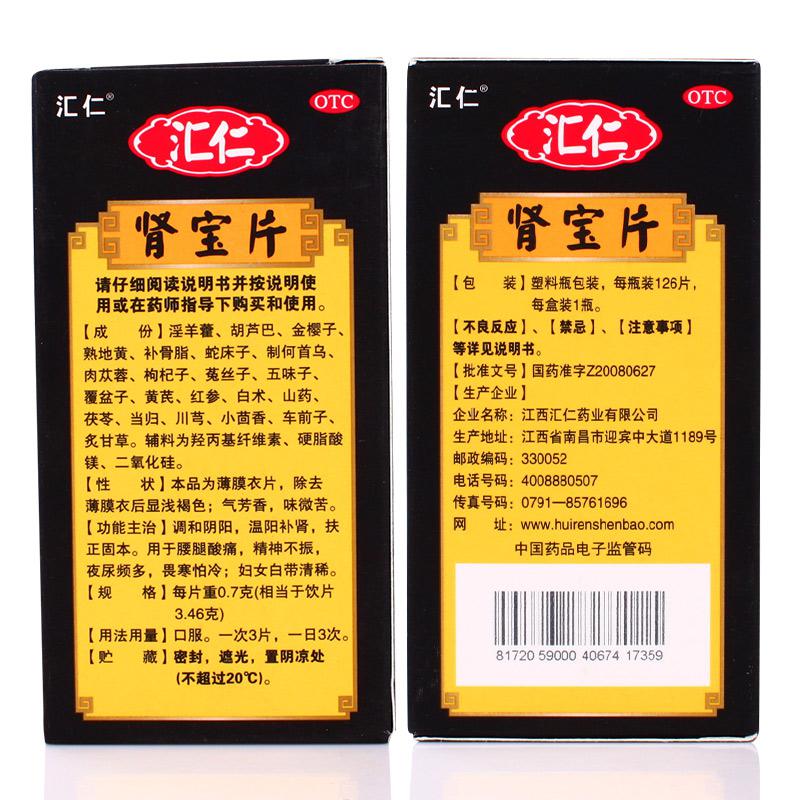 汇仁®
OTC
汇仁
肾宝片
请仔细阅读说明书并按说明使
用或在药师指导下购买和使用。
【成 份】淫羊藿、胡芦巴、金樱子、
熟地黄、补骨脂、蛇床子、制何首乌、
肉苁蓉、枸杞子、菟丝子、五味子、
覆盆子、黄芪、红参、白术、山药、
茯苓、当归、川芎、小茴香、车前子、
炙甘草。辅料为羟丙基纤维素、硬脂酸
镁、二氧化硅。
【性 状】本品为薄膜衣片，除去
薄膜衣后显浅褐色；气芳香，味微苦。
【功能主治】调和阴阳，温阳补肾，扶
正固本。用于腰腿酸痛，精神不振，
夜尿频多，畏寒怕冷；妇女白带清稀。
【规 格】每片重0.7克(相当于饮片
3.46克)
【用法用量】口服。一次3片，一日3次。
【贮 藏】密封，遮光，置阴凉处
(不超过20℃)。
汇仁®
OTC
汇仁
肾宝片
【包 装】塑料瓶包装，每瓶装126片，
每盒装1瓶。
【不良反应】、【禁忌】、【注意事项】
等详见说明书。
【批准文号】国药准字Z20080627
【生产企业】
企业名称：江西汇仁药业有限公司
生产地址：江西省南昌市迎宾中大道1189号
邮政编码：330052
电话号码：4008880507
传真号码：0791—85761696
网 址：www.huirenshenbao.com
中国药品电子监管码
81720 59000 40674 17359